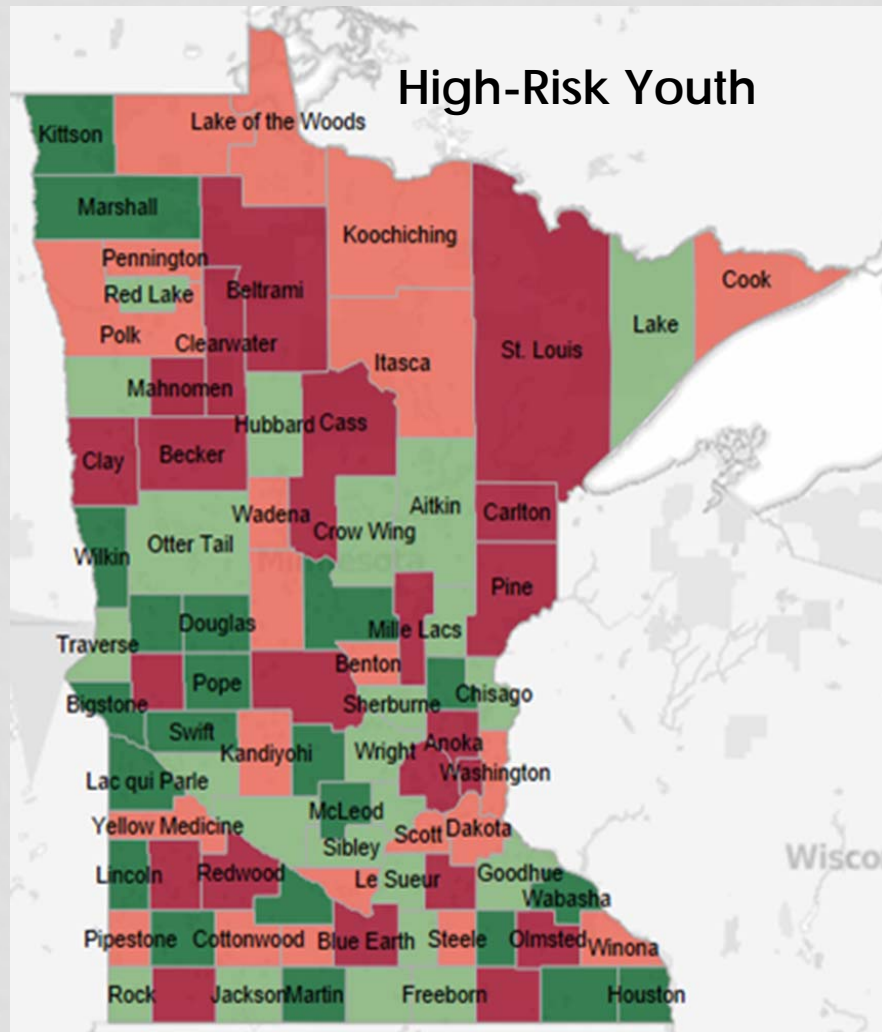 High-Risk Youth
Lake of the Woods
Kittson
Marshall
Koochiching
Pennington
Cook
Red Lake
Beltrami
Lake
Polk
Clearwater
St. Louis
Itasca
Mahnomen
Hubbard
Cass
Becker
Clay
Aitkin
Wadena
Carlton
Crow Wing
Otter Tail
Wilkin
Minnesota
Pine
Douglas
Mille Lacs
Traverse
Benton
Pope
Chisago
Bigstone
Sherburne
Swift
Anoka
Kandiyohi
Wright
Washington
Lac qui Parle
McLeod
Yellow Medicine
Scott
Dakota
Sibley
Wisco
Lincoln
Redwood
Le Sueur
Goodhue
Wabasha
Pipestone
Cottonwood
Blue Earth
Steele
Olmsted
Winona
Rock
Jackson
Martin
Freeborn
Houston